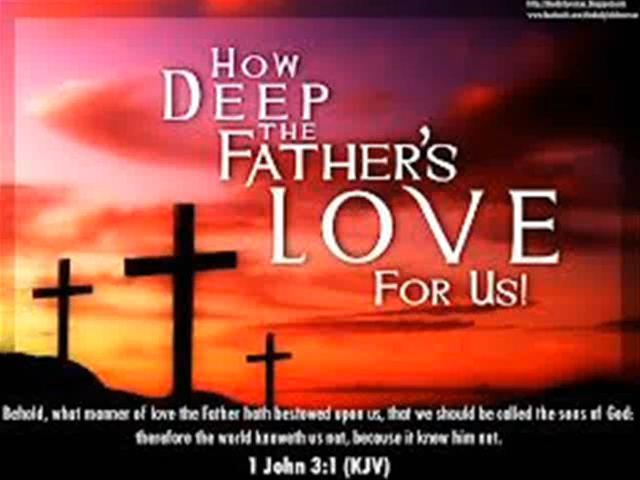 How
Deep
the
Father's
Love
For Us!
Behold, what manner of love the Father hath bestowed upon us, that we should be called the sons of God:
therefore the world knoweth us not, because it knew him not.
1 John 3:1 (KJV)